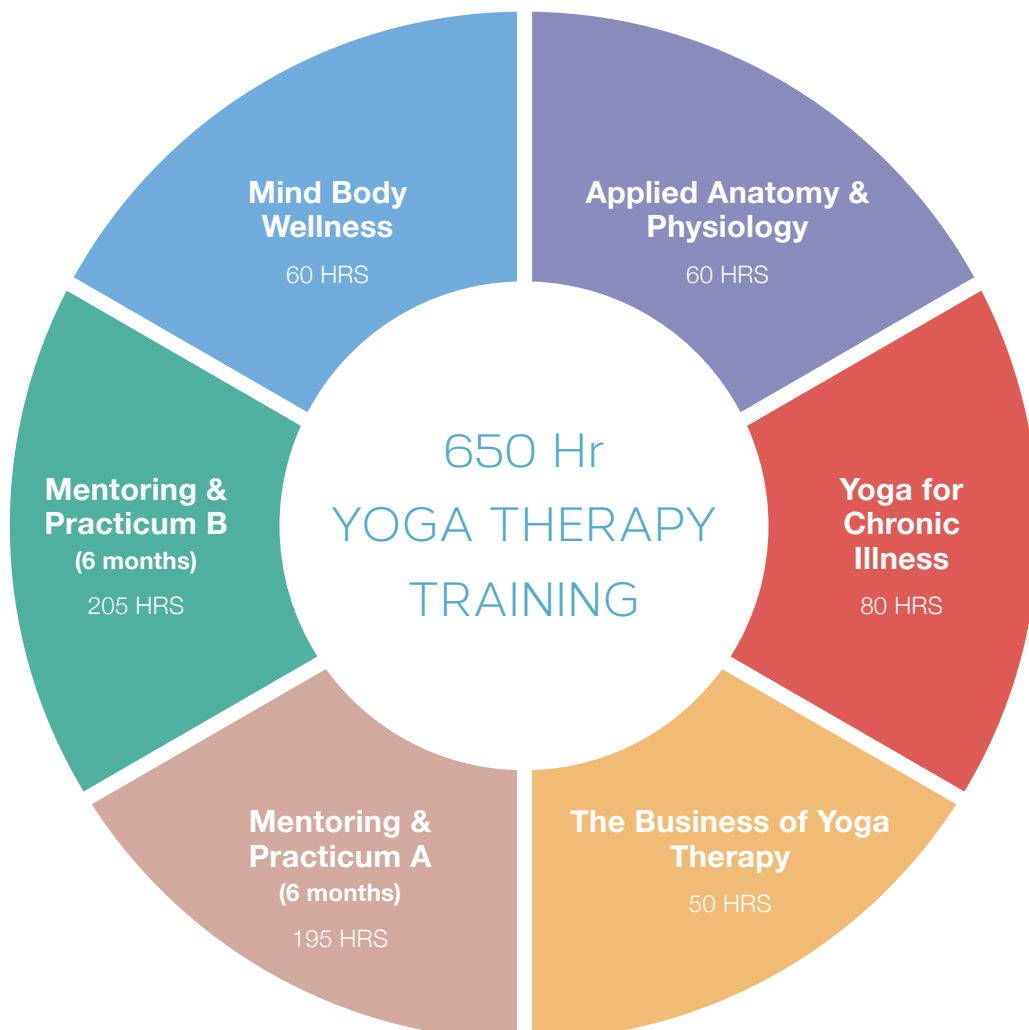 Mind Body
Wellness
60 HRS
Applied Anatomy &
Physiology
60 HRS
Mentoring &
Practicum B
(6 months)
205 HRS
650 Hr
YOGA THERAPY
TRAINING
Yoga for
Chronic
Illness
80 HRS
Mentoring &
Practicum A
(6 months)
195 HRS
The Business of Yoga
Therapy
50 HRS